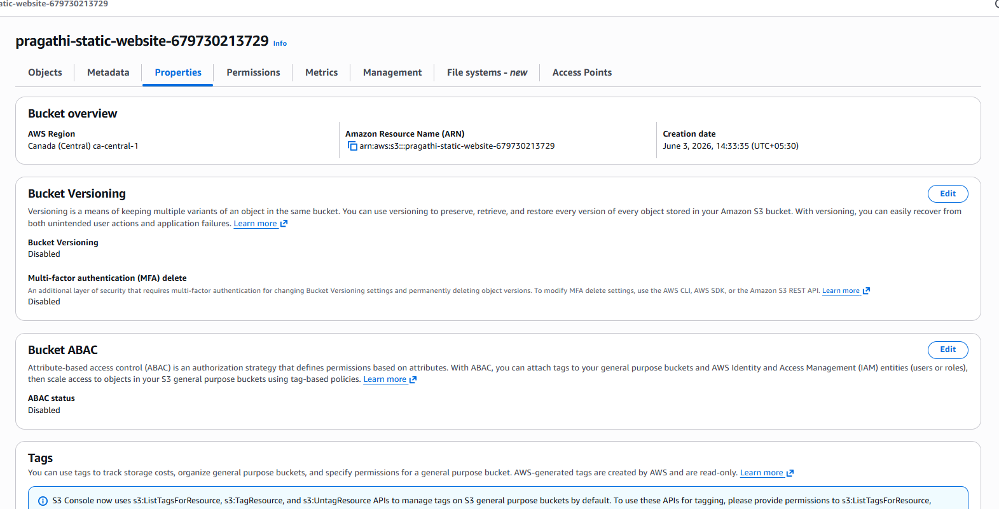 static-website-679730213729
pragathi-static-website-679730213729 Info
Objects Metadata Properties Permissions Metrics Management File systems - new Access Points
Bucket overview
AWS Region
Canada (Central) ca-central-1
Amazon Resource Name (ARN)
arn:aws:s3:::pragathi-static-website-679730213729
Creation date
June 3, 2026, 14:33:35 (UTC+05:30)
Bucket Versioning
Edit
Versioning is a means of keeping multiple variants of an object in the same bucket. You can use versioning to preserve, retrieve, and restore every version of every object stored in your Amazon S3 bucket. With versioning, you can easily recover from
both unintended user actions and application failures. Learn more
Bucket Versioning
Disabled
Multi-factor authentication (MFA) delete
An additional layer of security that requires multi-factor authentication for changing Bucket Versioning settings and permanently deleting object versions. To modify MFA delete settings, use the AWS CLI, AWS SDK, or the Amazon S3 REST API. Learn more
Disabled
Bucket ABAC
Edit
Attribute-based access control (ABAC) is an authorization strategy that defines permissions based on attributes. With ABAC, you can attach tags to your general purpose buckets and AWS Identity and Access Management (IAM) entities (users or roles),
then scale access to objects in your S3 general purpose buckets using tag-based policies. Learn more
ABAC status
Disabled
Tags
You can use tags to track storage costs, organize general purpose buckets, and specify permissions for a general purpose bucket. AWS-generated tags are created by AWS and are read-only. Learn more
S3 Console now uses s3:ListTagsForResource, s3:TagResource, and s3:UntagResource APIs to manage tags on S3 general purpose buckets by default. To use these APIs for tagging, please provide permissions to s3:ListTagsForResource,